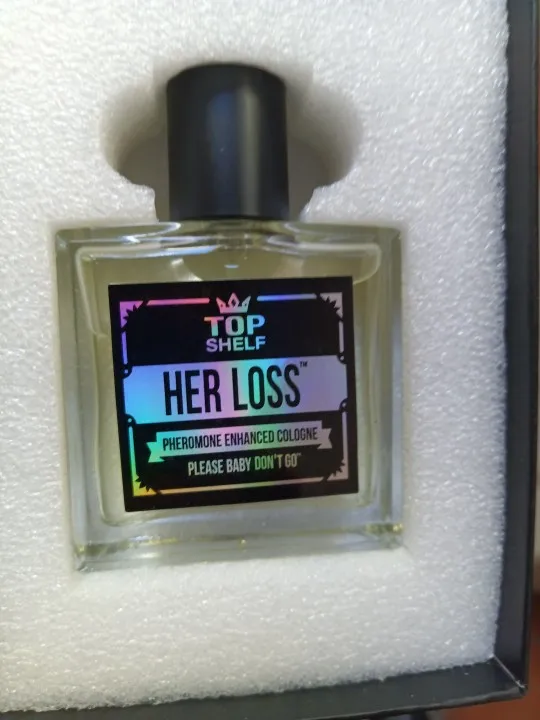 TOP
SHELF
HER LOSS™
PHEROMONE ENHANCED COLOGNE
PLEASE BABY DON'T GO™